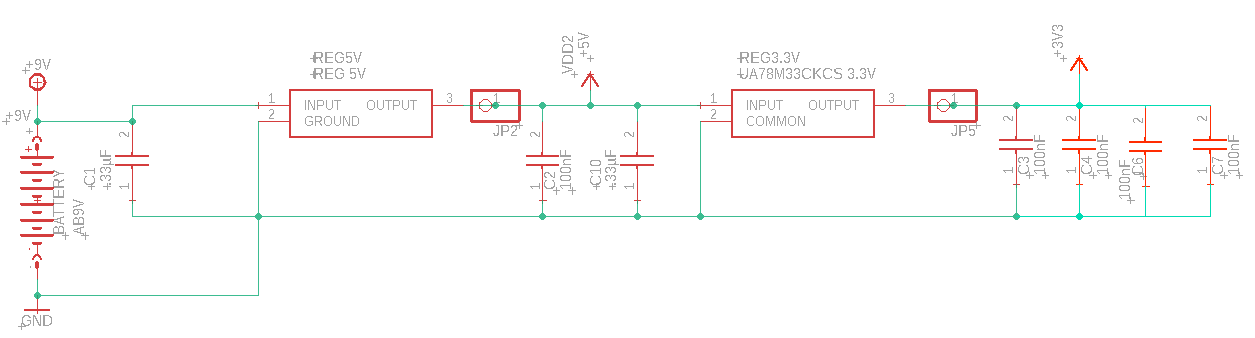 +9V
+9V
C1
.33µF
2
1
BATTERY
AB9V
GND
REG5V
REG 5V
1
2
INPUT
OUTPUT
GROUND
3
1
JP2
VDD2
+5V
2
1
C2
100nF
2
1
C10
.33µF
REG3.3V
UA78M33CKCS 3.3V
1
2
INPUT
OUTPUT
COMMON
3
1
JP5
+3V3
2
1
C3
100nF
2
1
C4
100nF
2
1
C6
100nF
2
1
C7
100nF